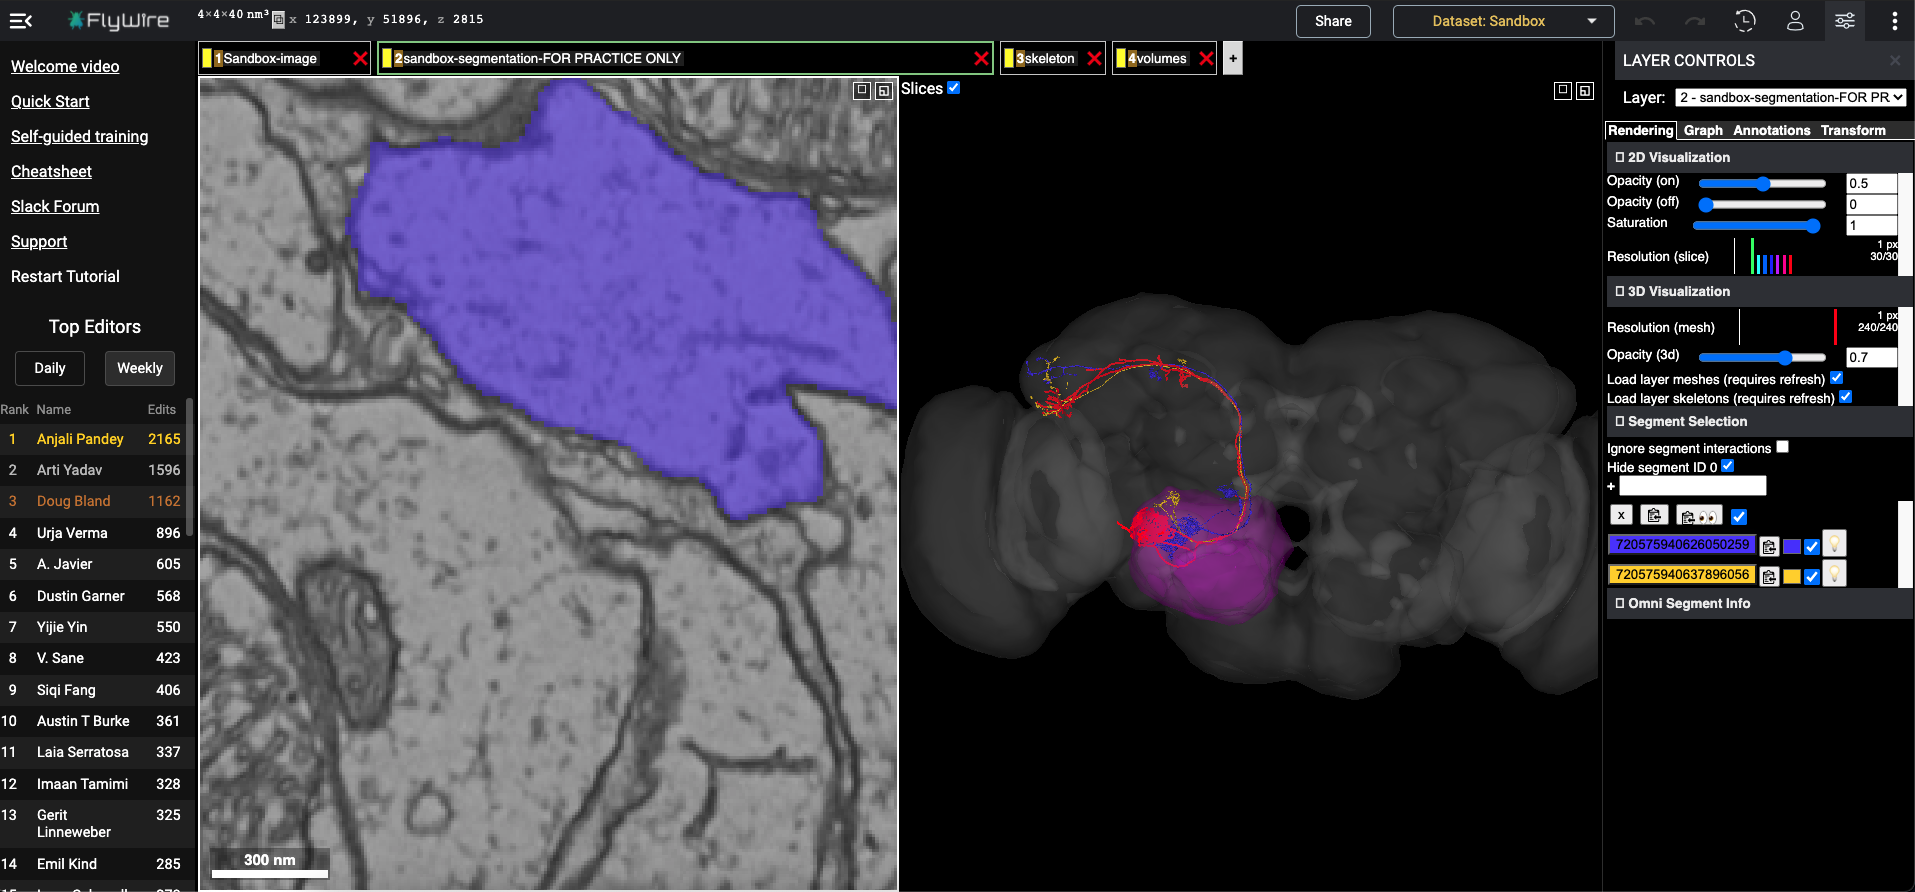 FlyWire
4×4×40 nm³ x 123899, y 51896, z 2815
Share
Dataset: Sandbox
1 Sandbox-image
2 sandbox-segmentation-FOR PRACTICE ONLY
3 skeleton
4 volumes
+
Welcome video
Quick Start
Self-guided training
Cheatsheet
Slack Forum
Support
Restart Tutorial
Top Editors
Daily Weekly
Rank Name Edits
1 Anjali Pandey 2165
2 Arti Yadav 1596
3 Doug Bland 1162
4 Urja Verma 896
5 A. Javier 605
6 Dustin Garner 568
7 Yijie Yin 550
8 V. Sane 423
9 Siqi Fang 406
10 Austin T Burke 361
11 Laia Serratosa 337
12 Imaan Tamimi 328
13 Gerit 325
Linneweber
14 Emil Kind 285
300 nm
Slices
LAYER CONTROLS
Layer: 2 - sandbox-segmentation-FOR PR
Rendering Graph Annotations Transform
2D Visualization
Opacity (on) 0.5
Opacity (off) 0
Saturation 1
Resolution (slice) 1 px
30/30
3D Visualization
Resolution (mesh) 1 px
240/240
Opacity (3d) 0.7
Load layer meshes (requires refresh)
Load layer skeletons (requires refresh)
Segment Selection
Ignore segment interactions
Hide segment ID 0
+
x
720575940626050259
720575940637896056
Omni Segment Info